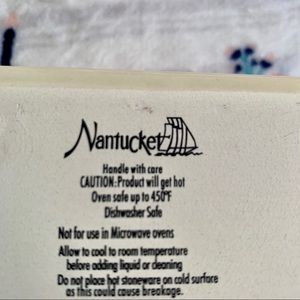 Nantucket
Handle with care
CAUTION: Product will get hot
Oven safe up to 450°F
Dishwasher Safe
Not for use in Microwave ovens
Allow to cool to room temperature
before adding liquid or cleaning
Do not place hot stoneware on cold surface
as this could cause breakage.